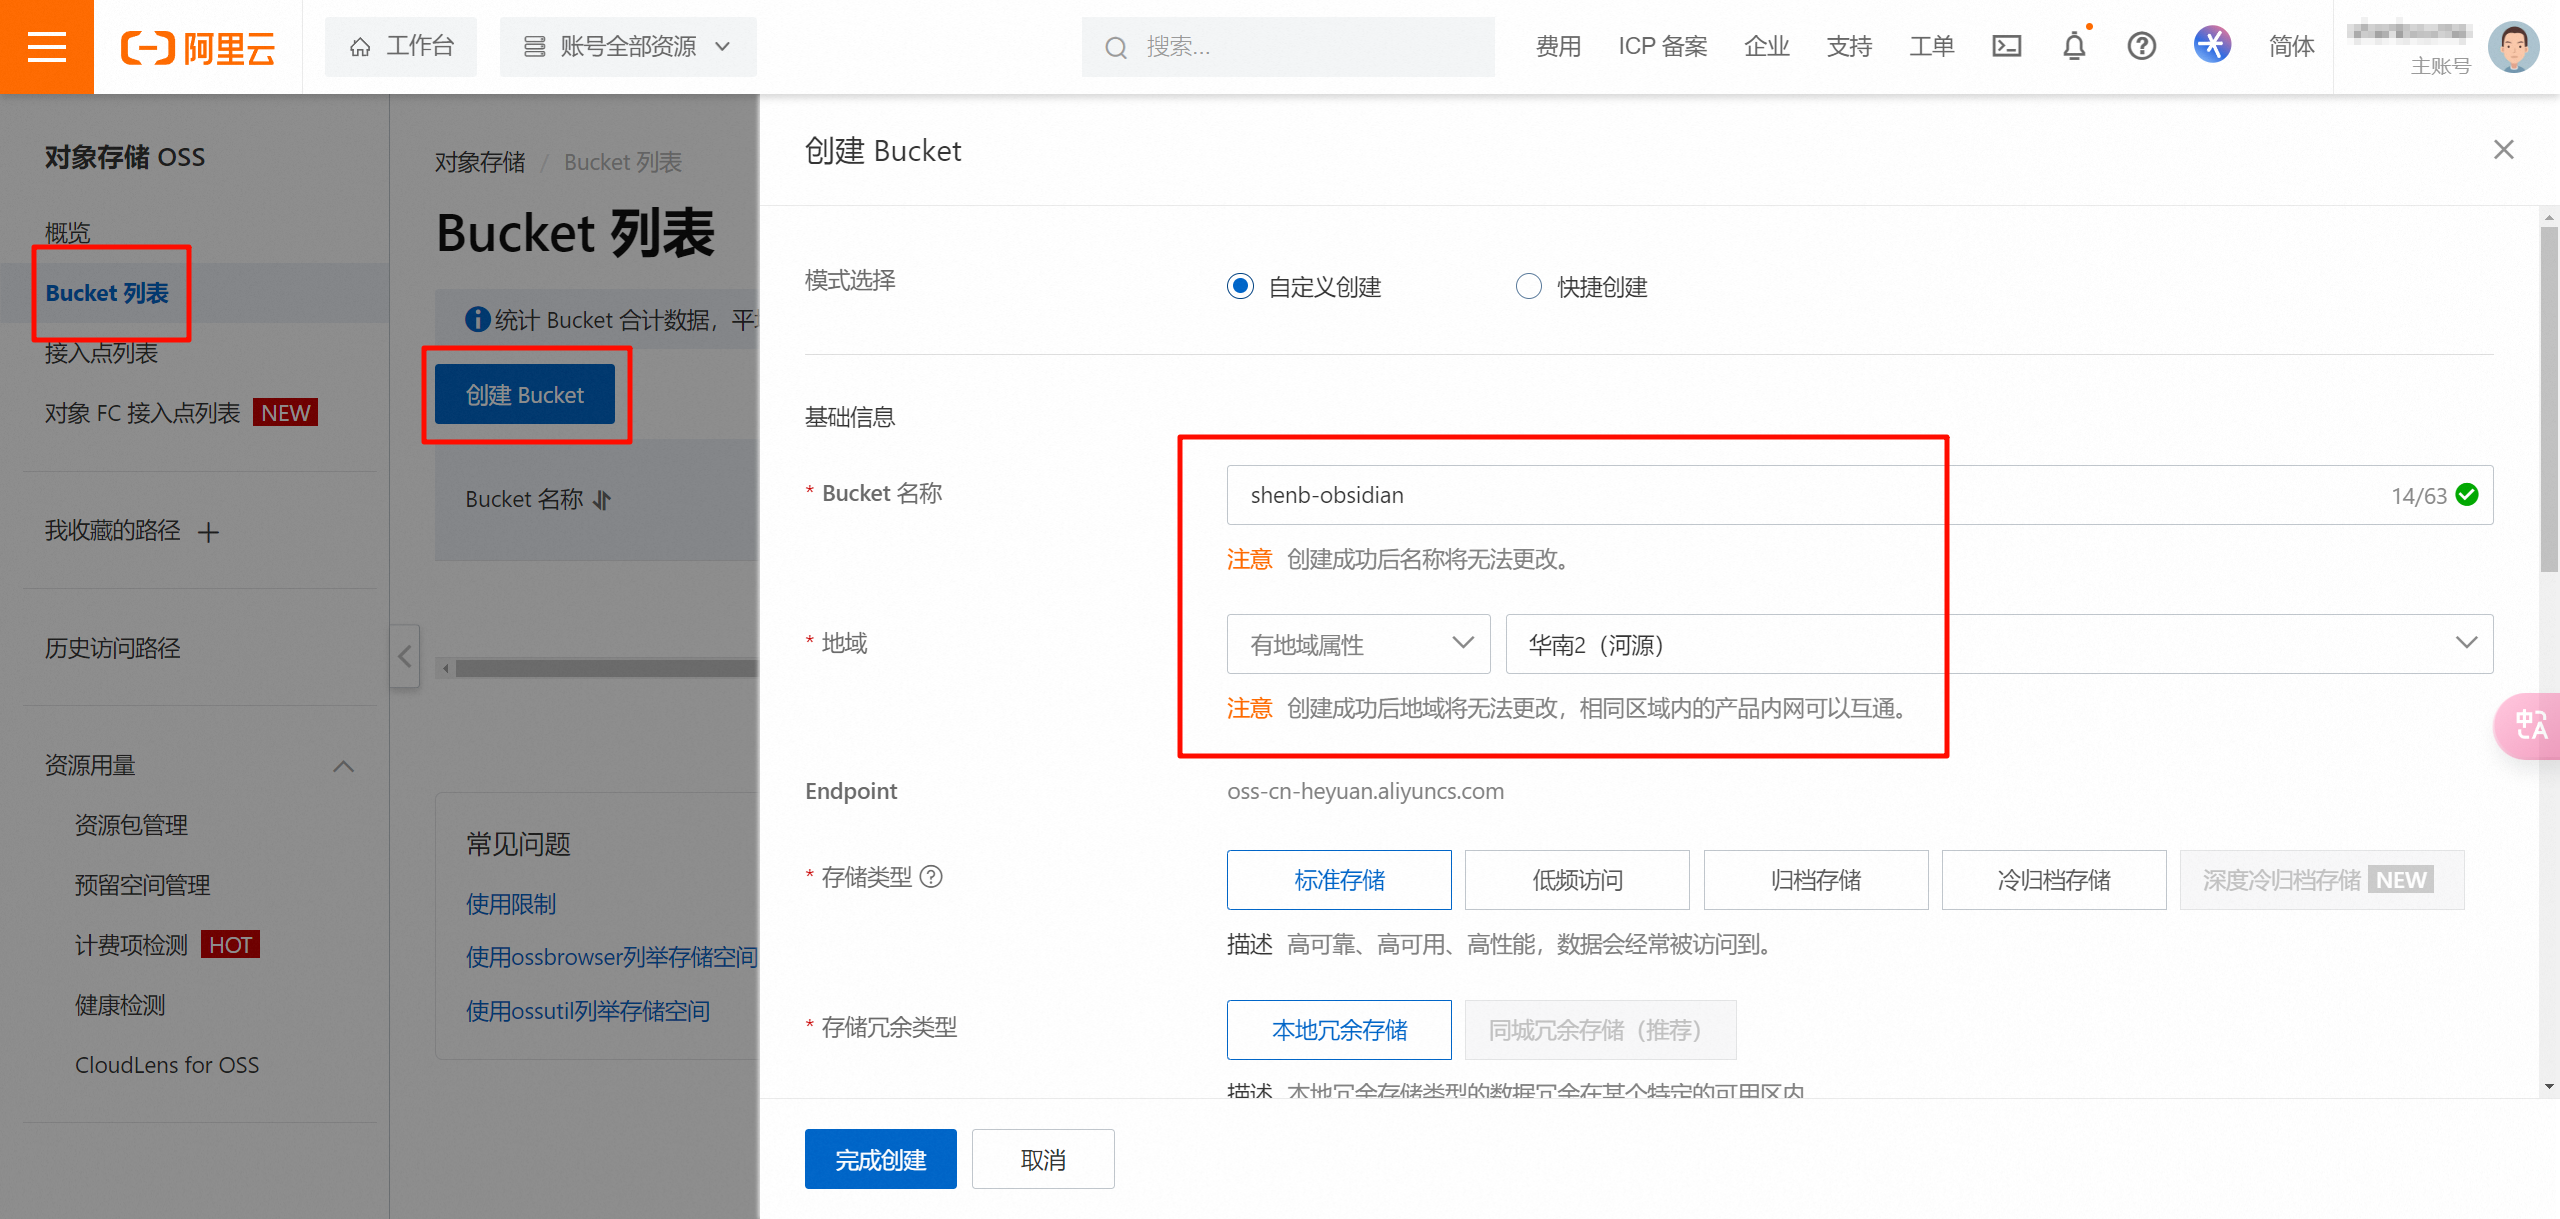 阿里云
工作台
账号全部资源
搜索...
费用
ICP 备案
企业
支持
工单
简体
主账号
对象存储 OSS
概览
Bucket 列表
接入点列表
对象 FC 接入点列表 NEW
我收藏的路径
历史访问路径
资源用量
资源包管理
预留空间管理
计费项检测 HOT
健康检测
CloudLens for OSS
对象存储 / Bucket 列表
Bucket 列表
统计 Bucket 合计数据，平
创建 Bucket
Bucket 名称
常见问题
使用限制
使用ossbrowser列举存储空间
使用ossutil列举存储空间
创建 Bucket
模式选择
自定义创建
快捷创建
基础信息
* Bucket 名称
shenb-obsidian
14/63
注意 创建成功后名称将无法更改。
* 地域
有地域属性
华南2（河源）
注意 创建成功后地域将无法更改，相同区域内的产品内网可以互通。
Endpoint
oss-cn-heyuan.aliyuncs.com
* 存储类型
标准存储
低频访问
归档存储
冷归档存储
深度冷归档存储 NEW
描述 高可靠、高可用、高性能，数据会经常被访问到。
* 存储冗余类型
本地冗余存储
同城冗余存储（推荐）
描述 本地冗余存储类型的数据冗余在某个特定的可用区内
完成创建
取消